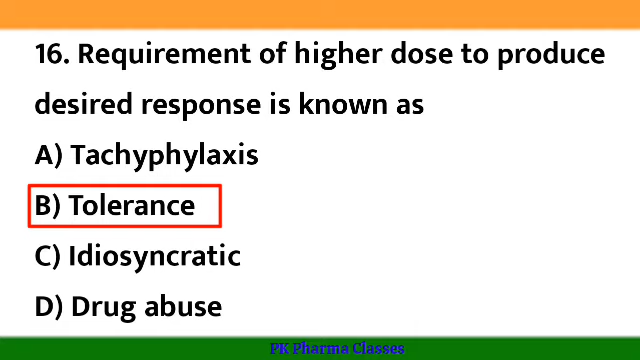 16. Requirement of higher dose to produce
desired response is known as
A) Tachyphylaxis
B) Tolerance
C) Idiosyncratic
D) Drug abuse
PK Pharma Classes